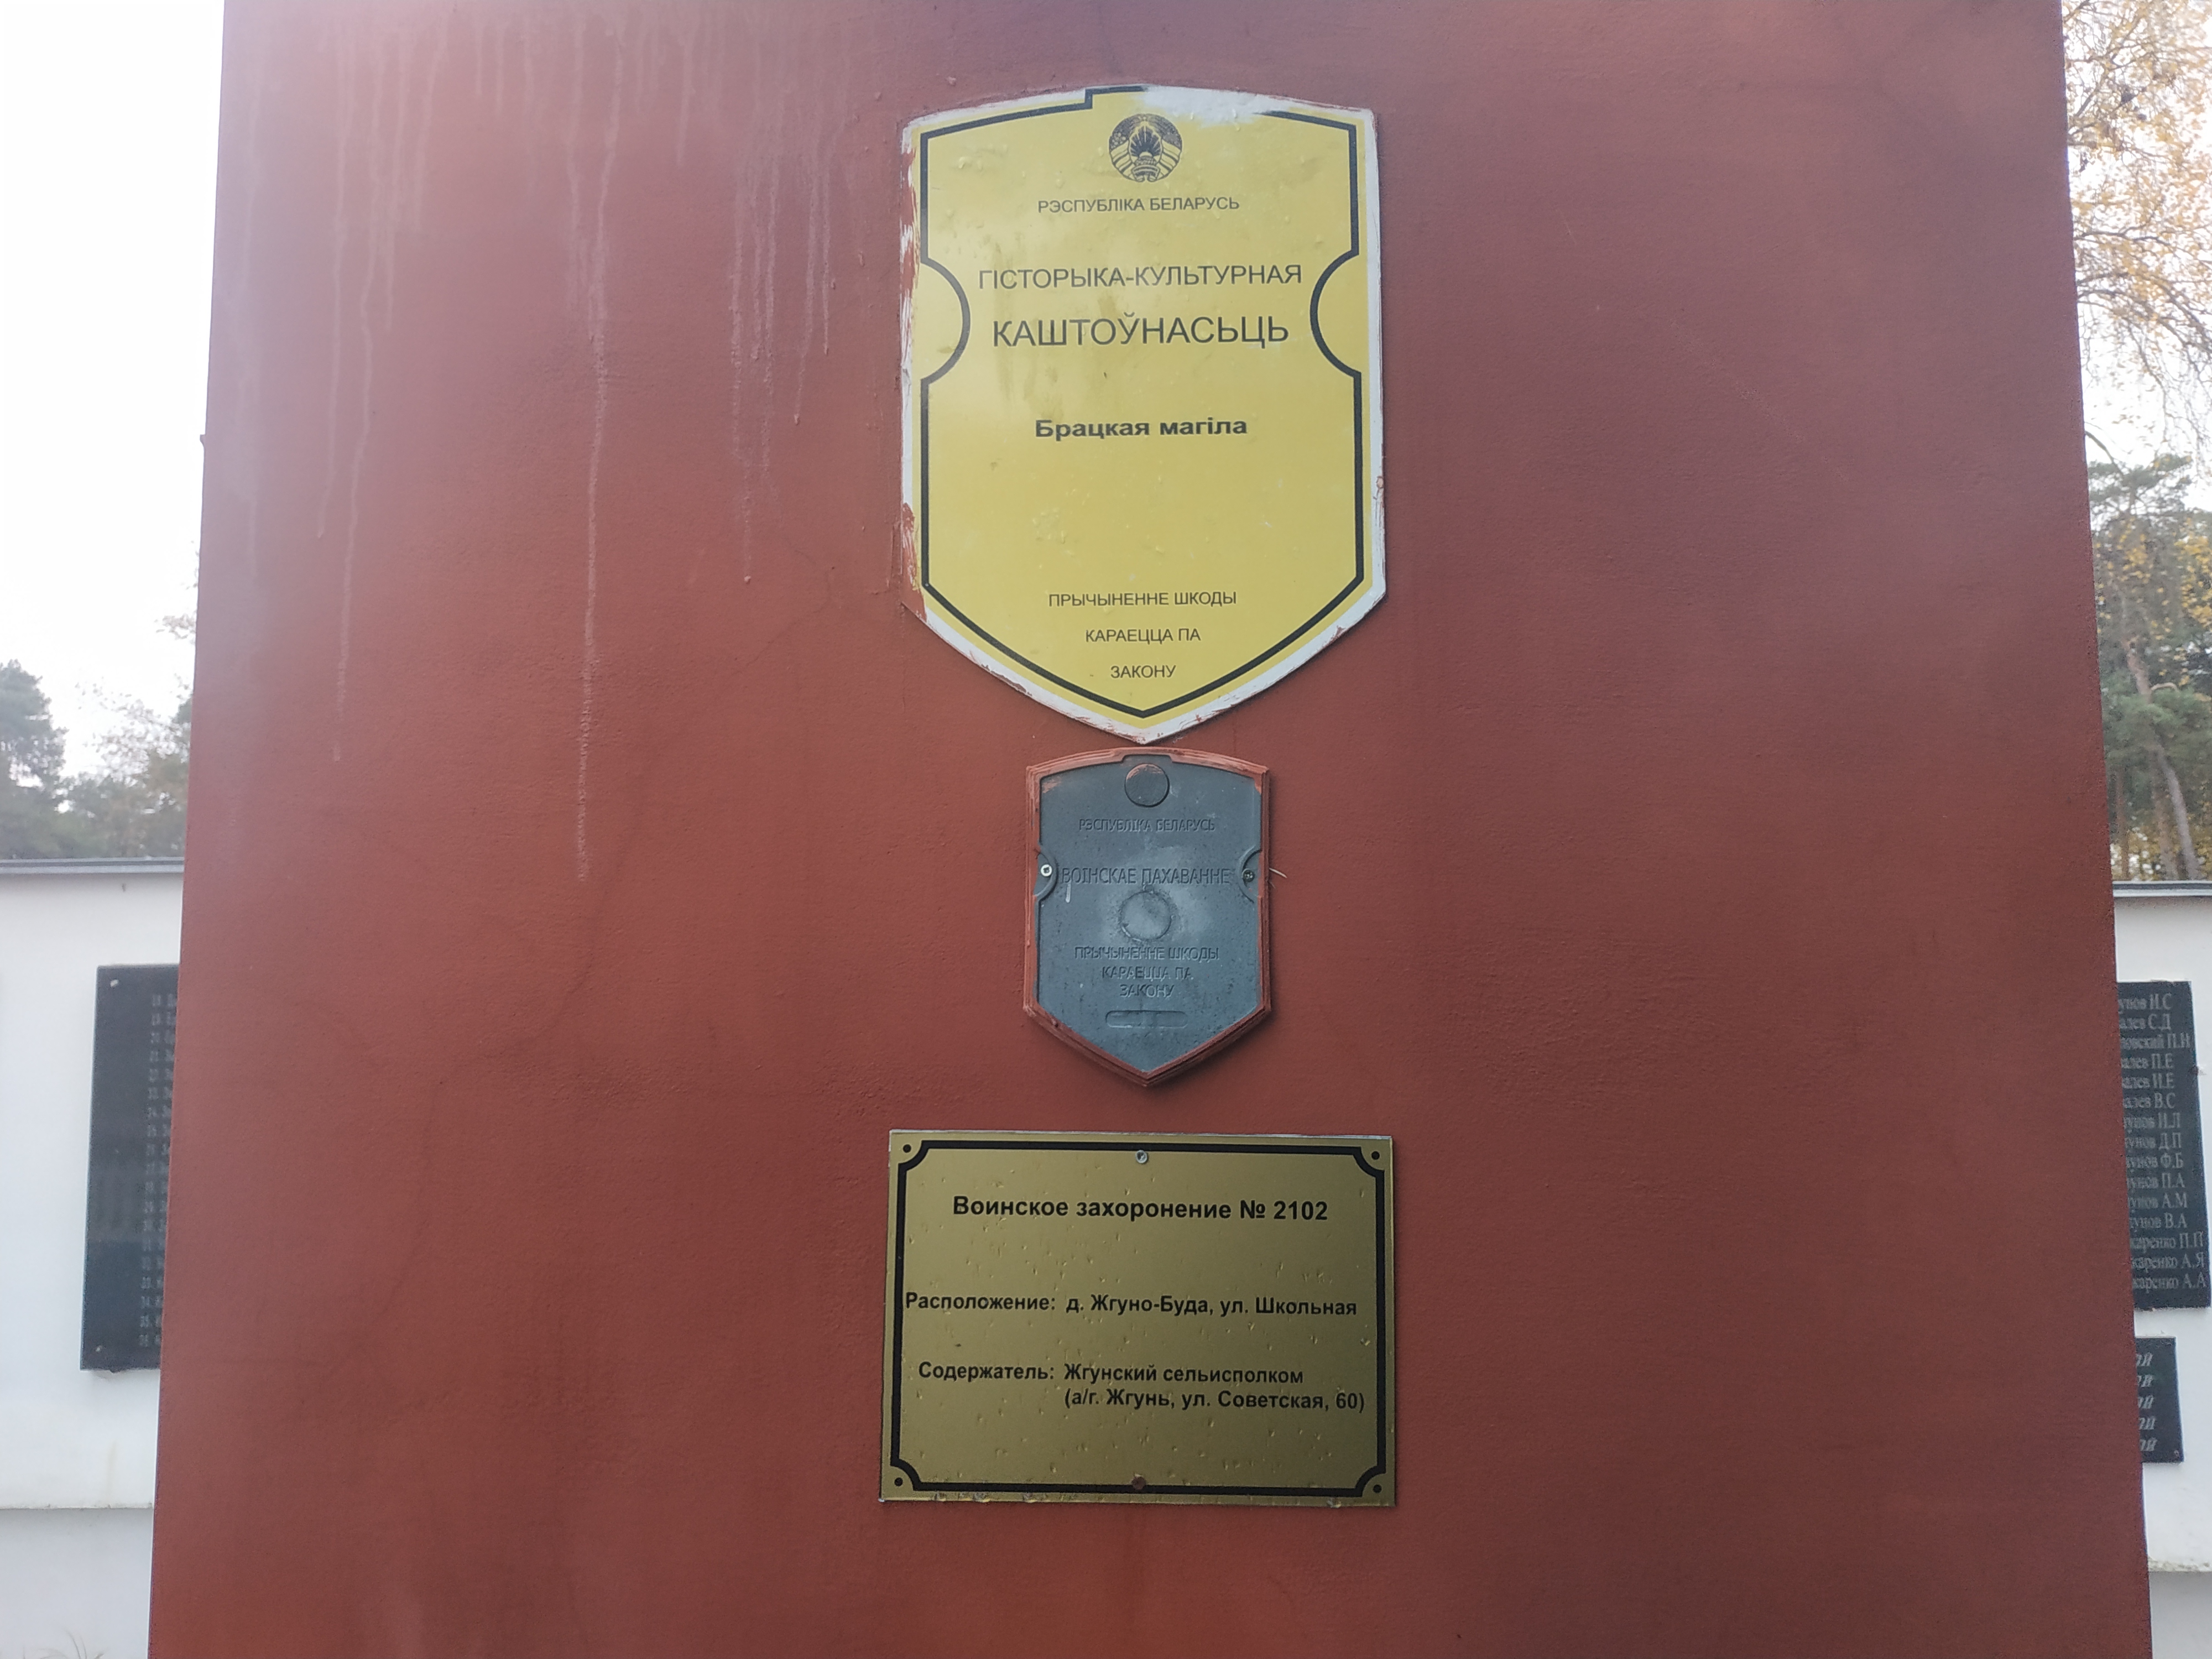 РЭСПУБЛІКА БЕЛАРУСЬ
ГІСТОРЫКА-КУЛЬТУРНАЯ
КАШТОЎНАСЬЦЬ
Брацкая магіла
ПРЫЧЫНЕННЕ ШКОДЫ
КАРАЕЦЦА ПА
ЗАКОНУ
РЭСПУБЛІКА БЕЛАРУСЬ
ВОІНСКАЕ ПАХАВАННЕ
ПРЫЧЫНЕННЕ ШКОДЫ
КАРАЕЦЦА ПА
ЗАКОНУ
Воинское захоронение № 2102
Расположение: д. Жгуно-Буда, ул. Школьная
Содержатель: Жгунский сельисполком
(а/г. Жгунь, ул. Советская, 60)
И.С
С.Д
П.Е
И.Е
В.С
И.Л
Д.П
Ф.Б
П.А
А.М
В.А
П.П
А.Я
А.А